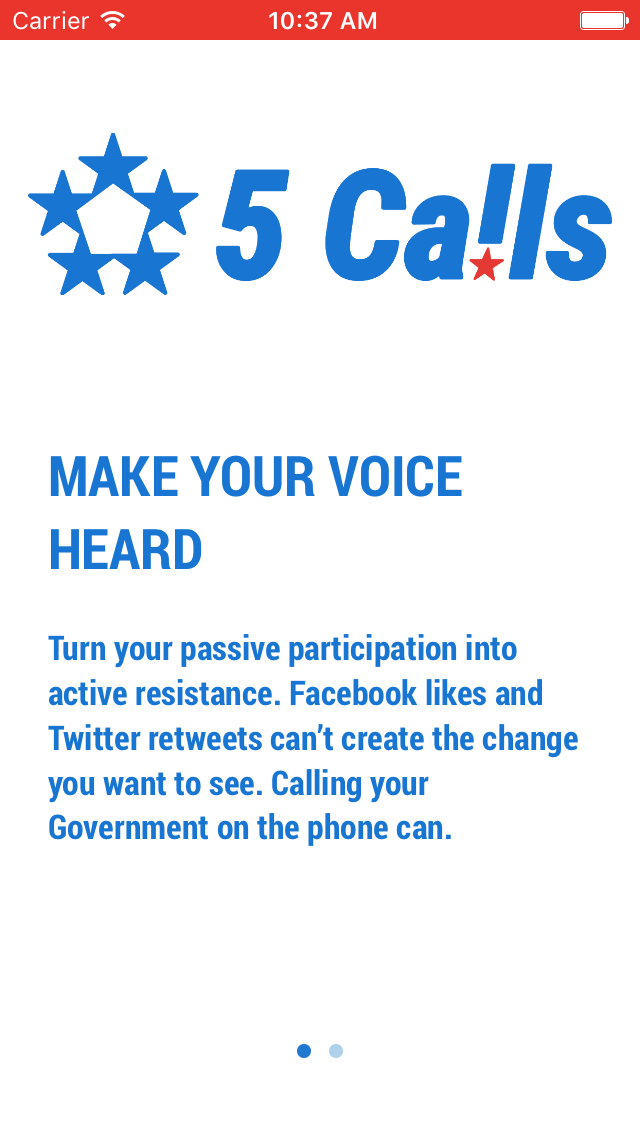 Carrier 10:37 AM
5 Calls
MAKE YOUR VOICE
HEARD
Turn your passive participation into
active resistance. Facebook likes and
Twitter retweets can’t create the change
you want to see. Calling your
Government on the phone can.